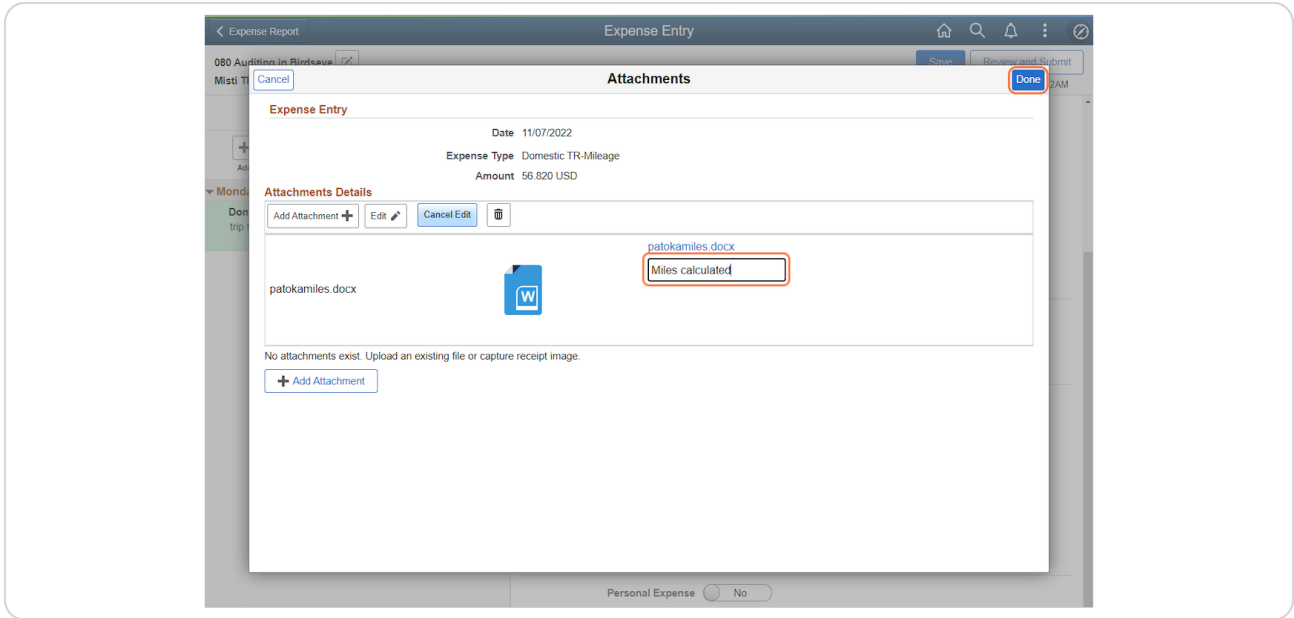 Expense Report
Expense Entry
080 Auditing in Birdseye
Save
Review and Submit
Misti
2AM
Cancel
Attachments
Done
Expense Entry
Date 11/07/2022
Expense Type Domestic TR-Mileage
Amount 56.820 USD
Attachments Details
Add Attachment
Edit
Cancel Edit
patokamiles.docx
Miles calculated
patokamiles.docx
W
No attachments exist. Upload an existing file or capture receipt image.
Add Attachment
trip
Personal Expense
No